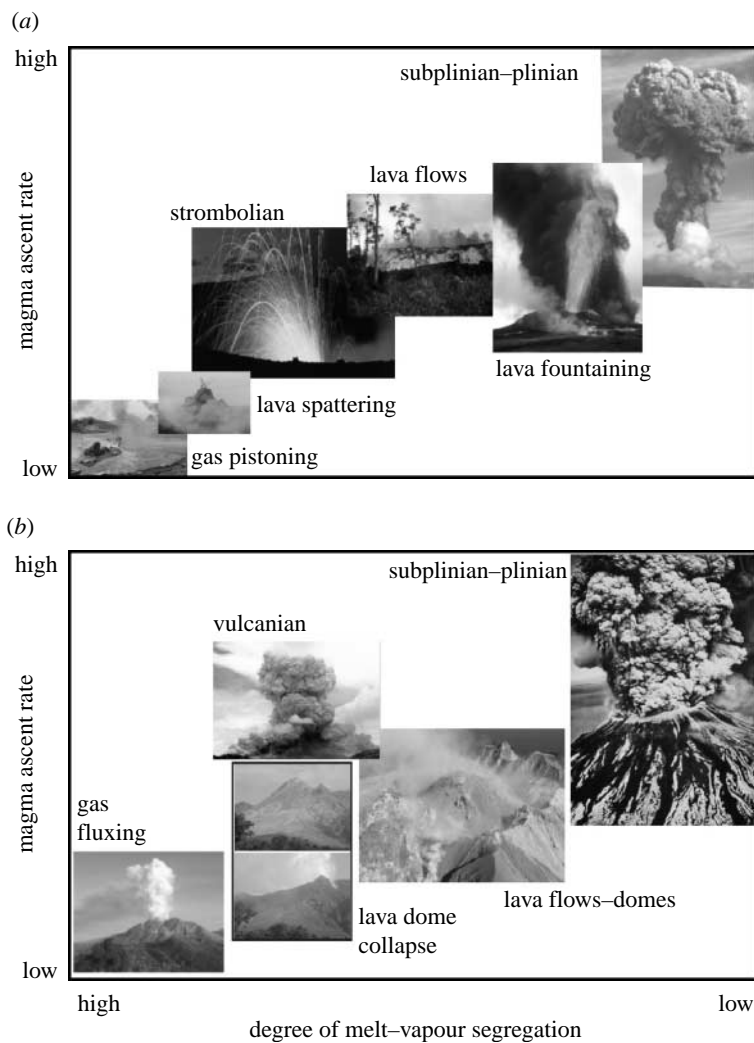 (a)
high
subplinian–plinian
lava flows
strombolian
magma ascent rate
lava fountaining
lava spattering
gas pistoning
low
(b)
high
subplinian–plinian
vulcanian
magma ascent rate
gas
fluxing
lava flows–domes
lava dome
collapse
low
high
low
degree of melt–vapour segregation